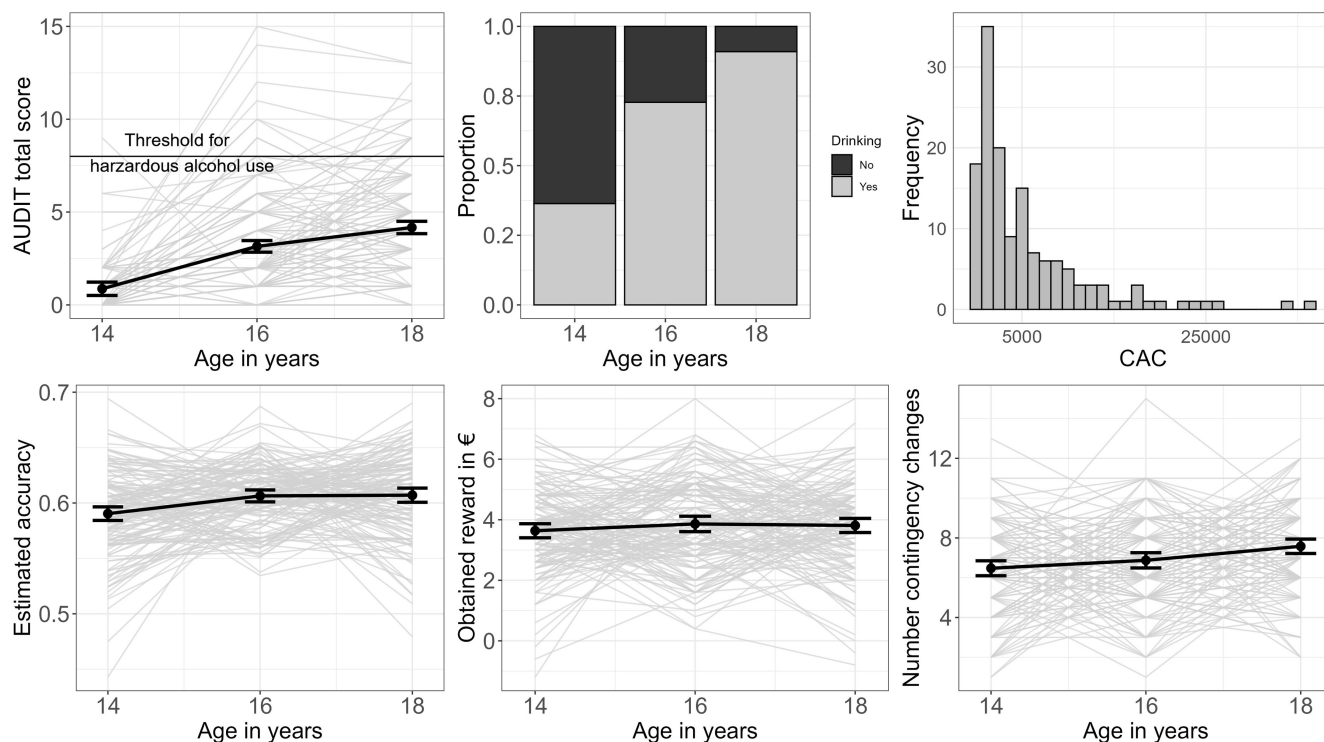 AUDIT total score
15
10
5
0
Threshold for
harzardous alcohol use
14
16
18
Age in years
Proportion
1.0
0.8
0.5
0.2
0.0
14
16
18
Age in years
Drinking
No
Yes
Frequency
30
20
10
0
5000
25000
CAC
Estimated accuracy
0.7
0.6
0.5
14
16
18
Age in years
Obtained reward in €
8
6
4
2
0
14
16
18
Age in years
Number contingency changes
12
8
4
14
16
18
Age in years